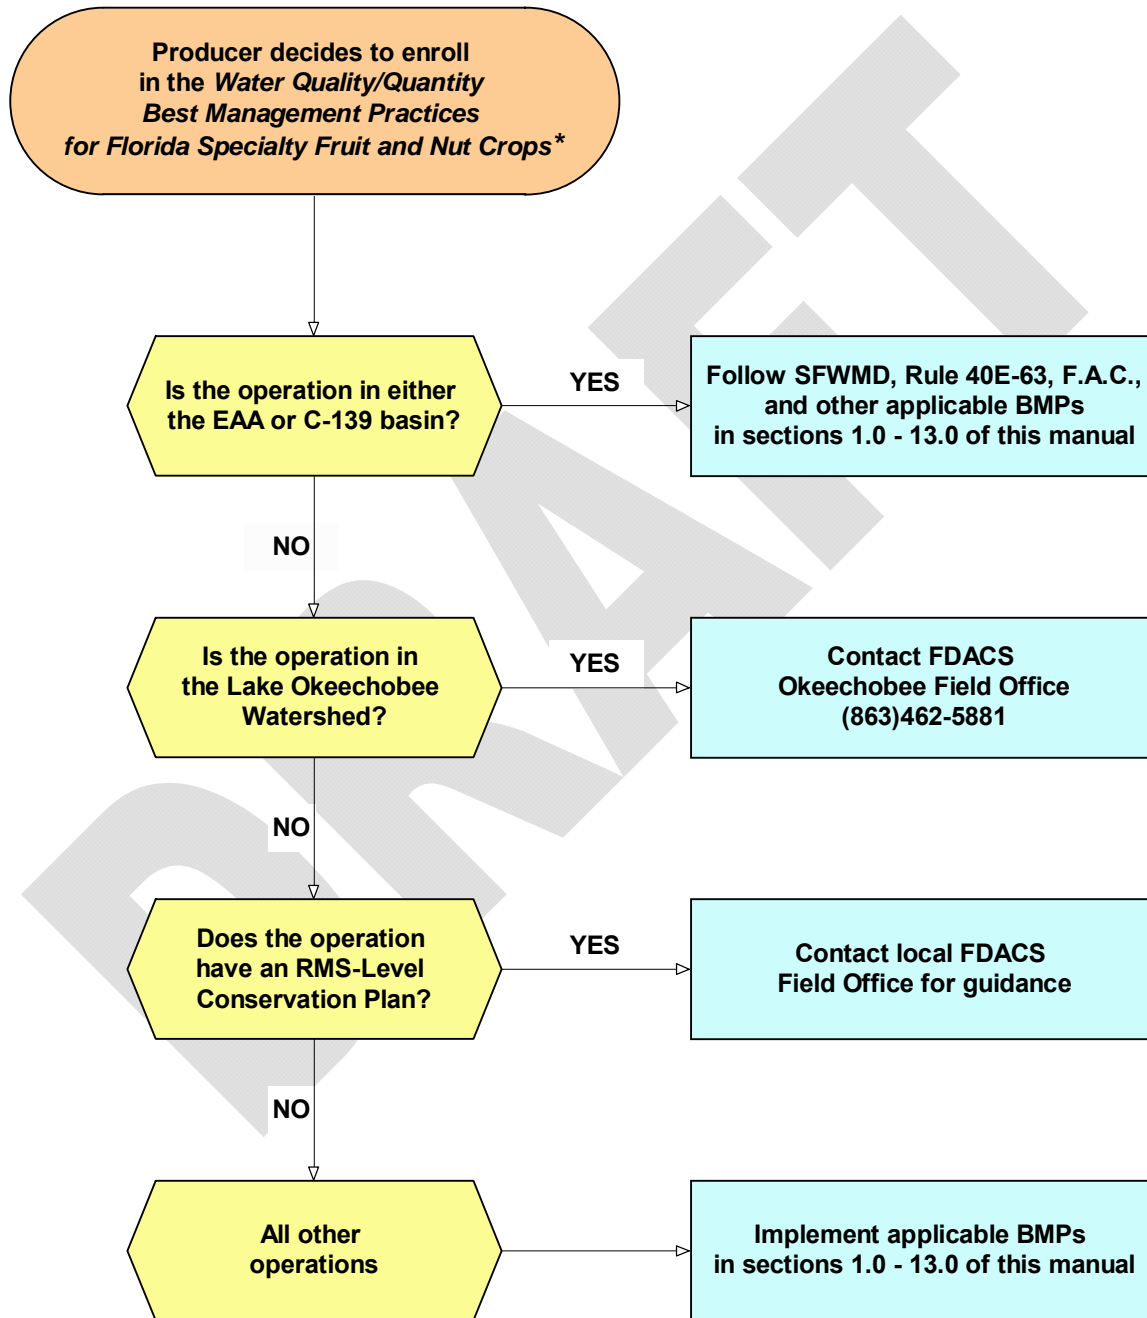 Producer decides to enroll
in the Water Quality/Quantity
Best Management Practices
for Florida Specialty Fruit and Nut Crops*
Is the operation in either
the EAA or C-139 basin?
YES
Follow SFWMD, Rule 40E-63, F.A.C.,
and other applicable BMPs
in sections 1.0 - 13.0 of this manual
NO
Is the operation in
the Lake Okeechobee
Watershed?
YES
Contact FDACS
Okeechobee Field Office
(863)462-5881
NO
Does the operation
have an RMS-Level
Conservation Plan?
YES
Contact local FDACS
Field Office for guidance
NO
All other
operations
Implement applicable BMPs
in sections 1.0 - 13.0 of this manual
DRAFT